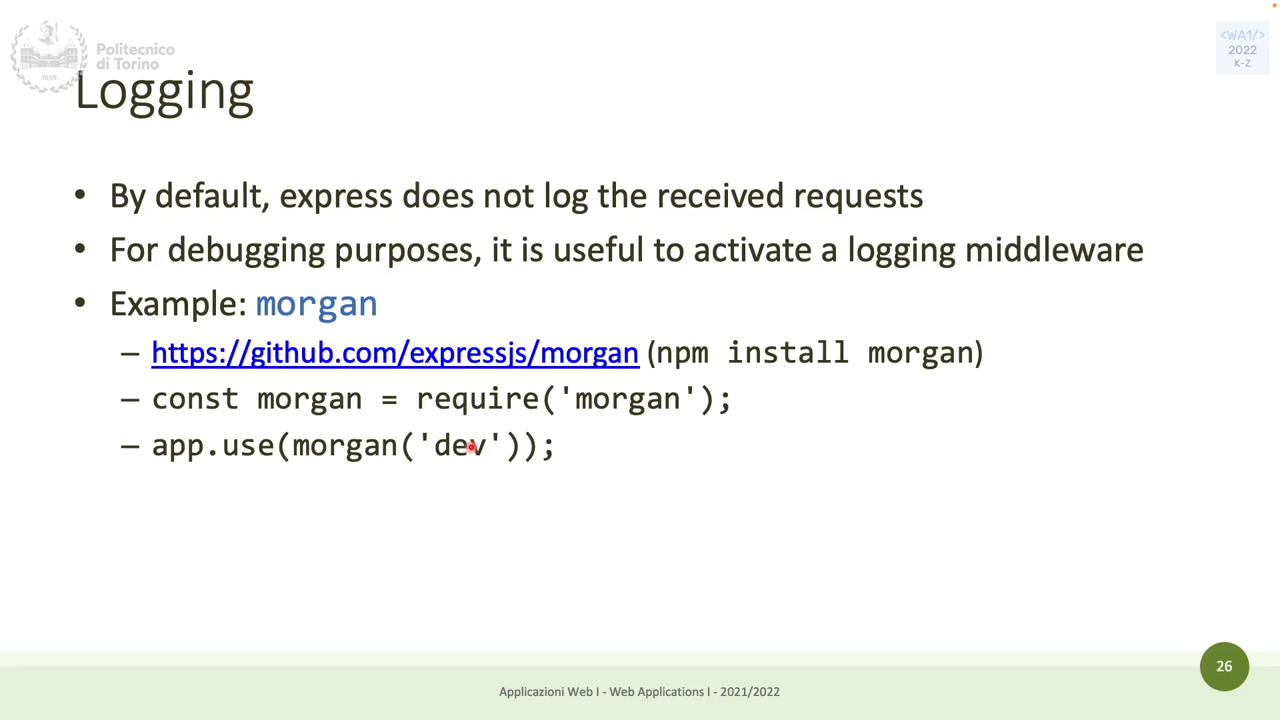 Politecnico
di Torino
1859
<WA1/>
2022
K-Z
Logging
• By default, express does not log the received requests
• For debugging purposes, it is useful to activate a logging middleware
• Example: morgan
– https://github.com/expressjs/morgan (npm install morgan)
– const morgan = require('morgan');
– app.use(morgan('dev'));
26
Applicazioni Web I - Web Applications I - 2021/2022